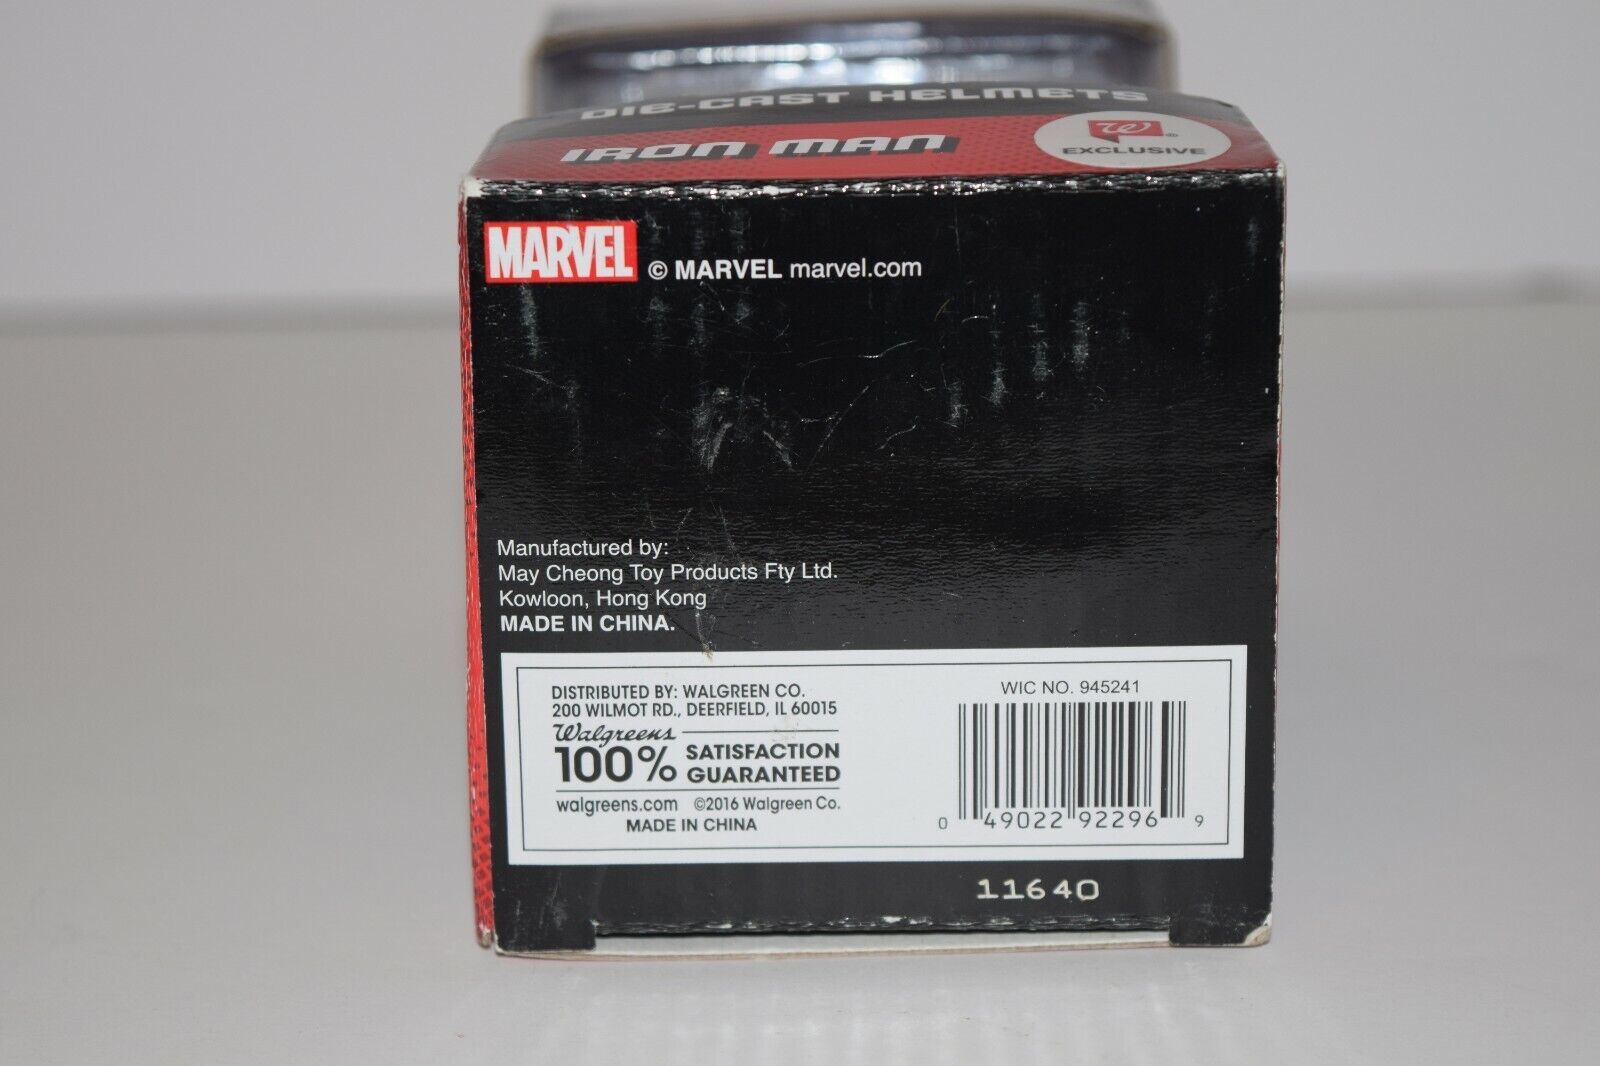 DIE-CAST HELMETS
IRON MAN
W®
EXCLUSIVE
MARVEL
© MARVEL marvel.com
Manufactured by:
May Cheong Toy Products Fty Ltd.
Kowloon, Hong Kong
MADE IN CHINA.
DISTRIBUTED BY: WALGREEN CO.
200 WILMOT RD., DEERFIELD, IL 60015
Walgreens
100% SATISFACTION
GUARANTEED
walgreens.com ©2016 Walgreen Co.
MADE IN CHINA
WIC NO. 945241
0 49022 92296 9
11640